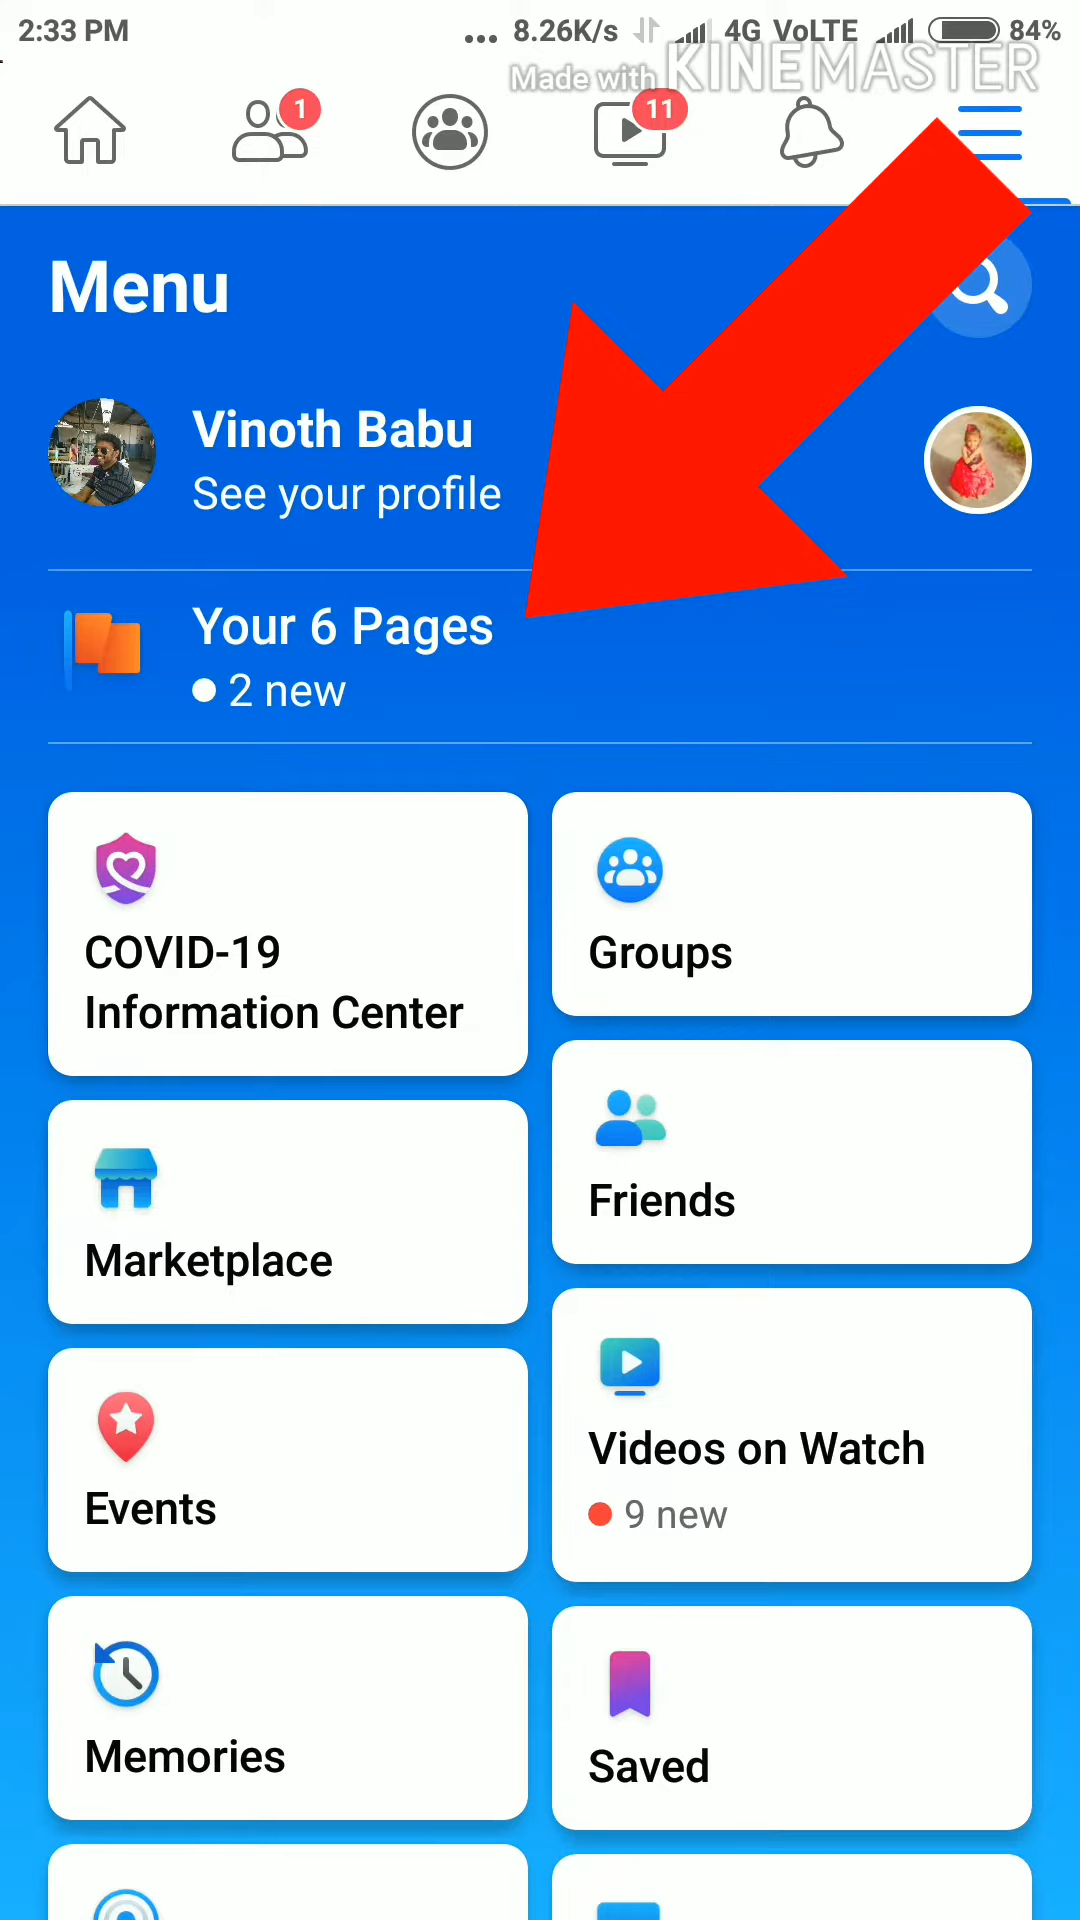 2:33 PM
... 8.26K/s 4G VoLTE 84%
Made with KINEMASTER
1
11
Menu
Vinoth Babu
See your profile
Your 6 Pages
2 new
COVID-19
Information Center
Groups
Friends
Marketplace
Videos on Watch
9 new
Events
Memories
Saved